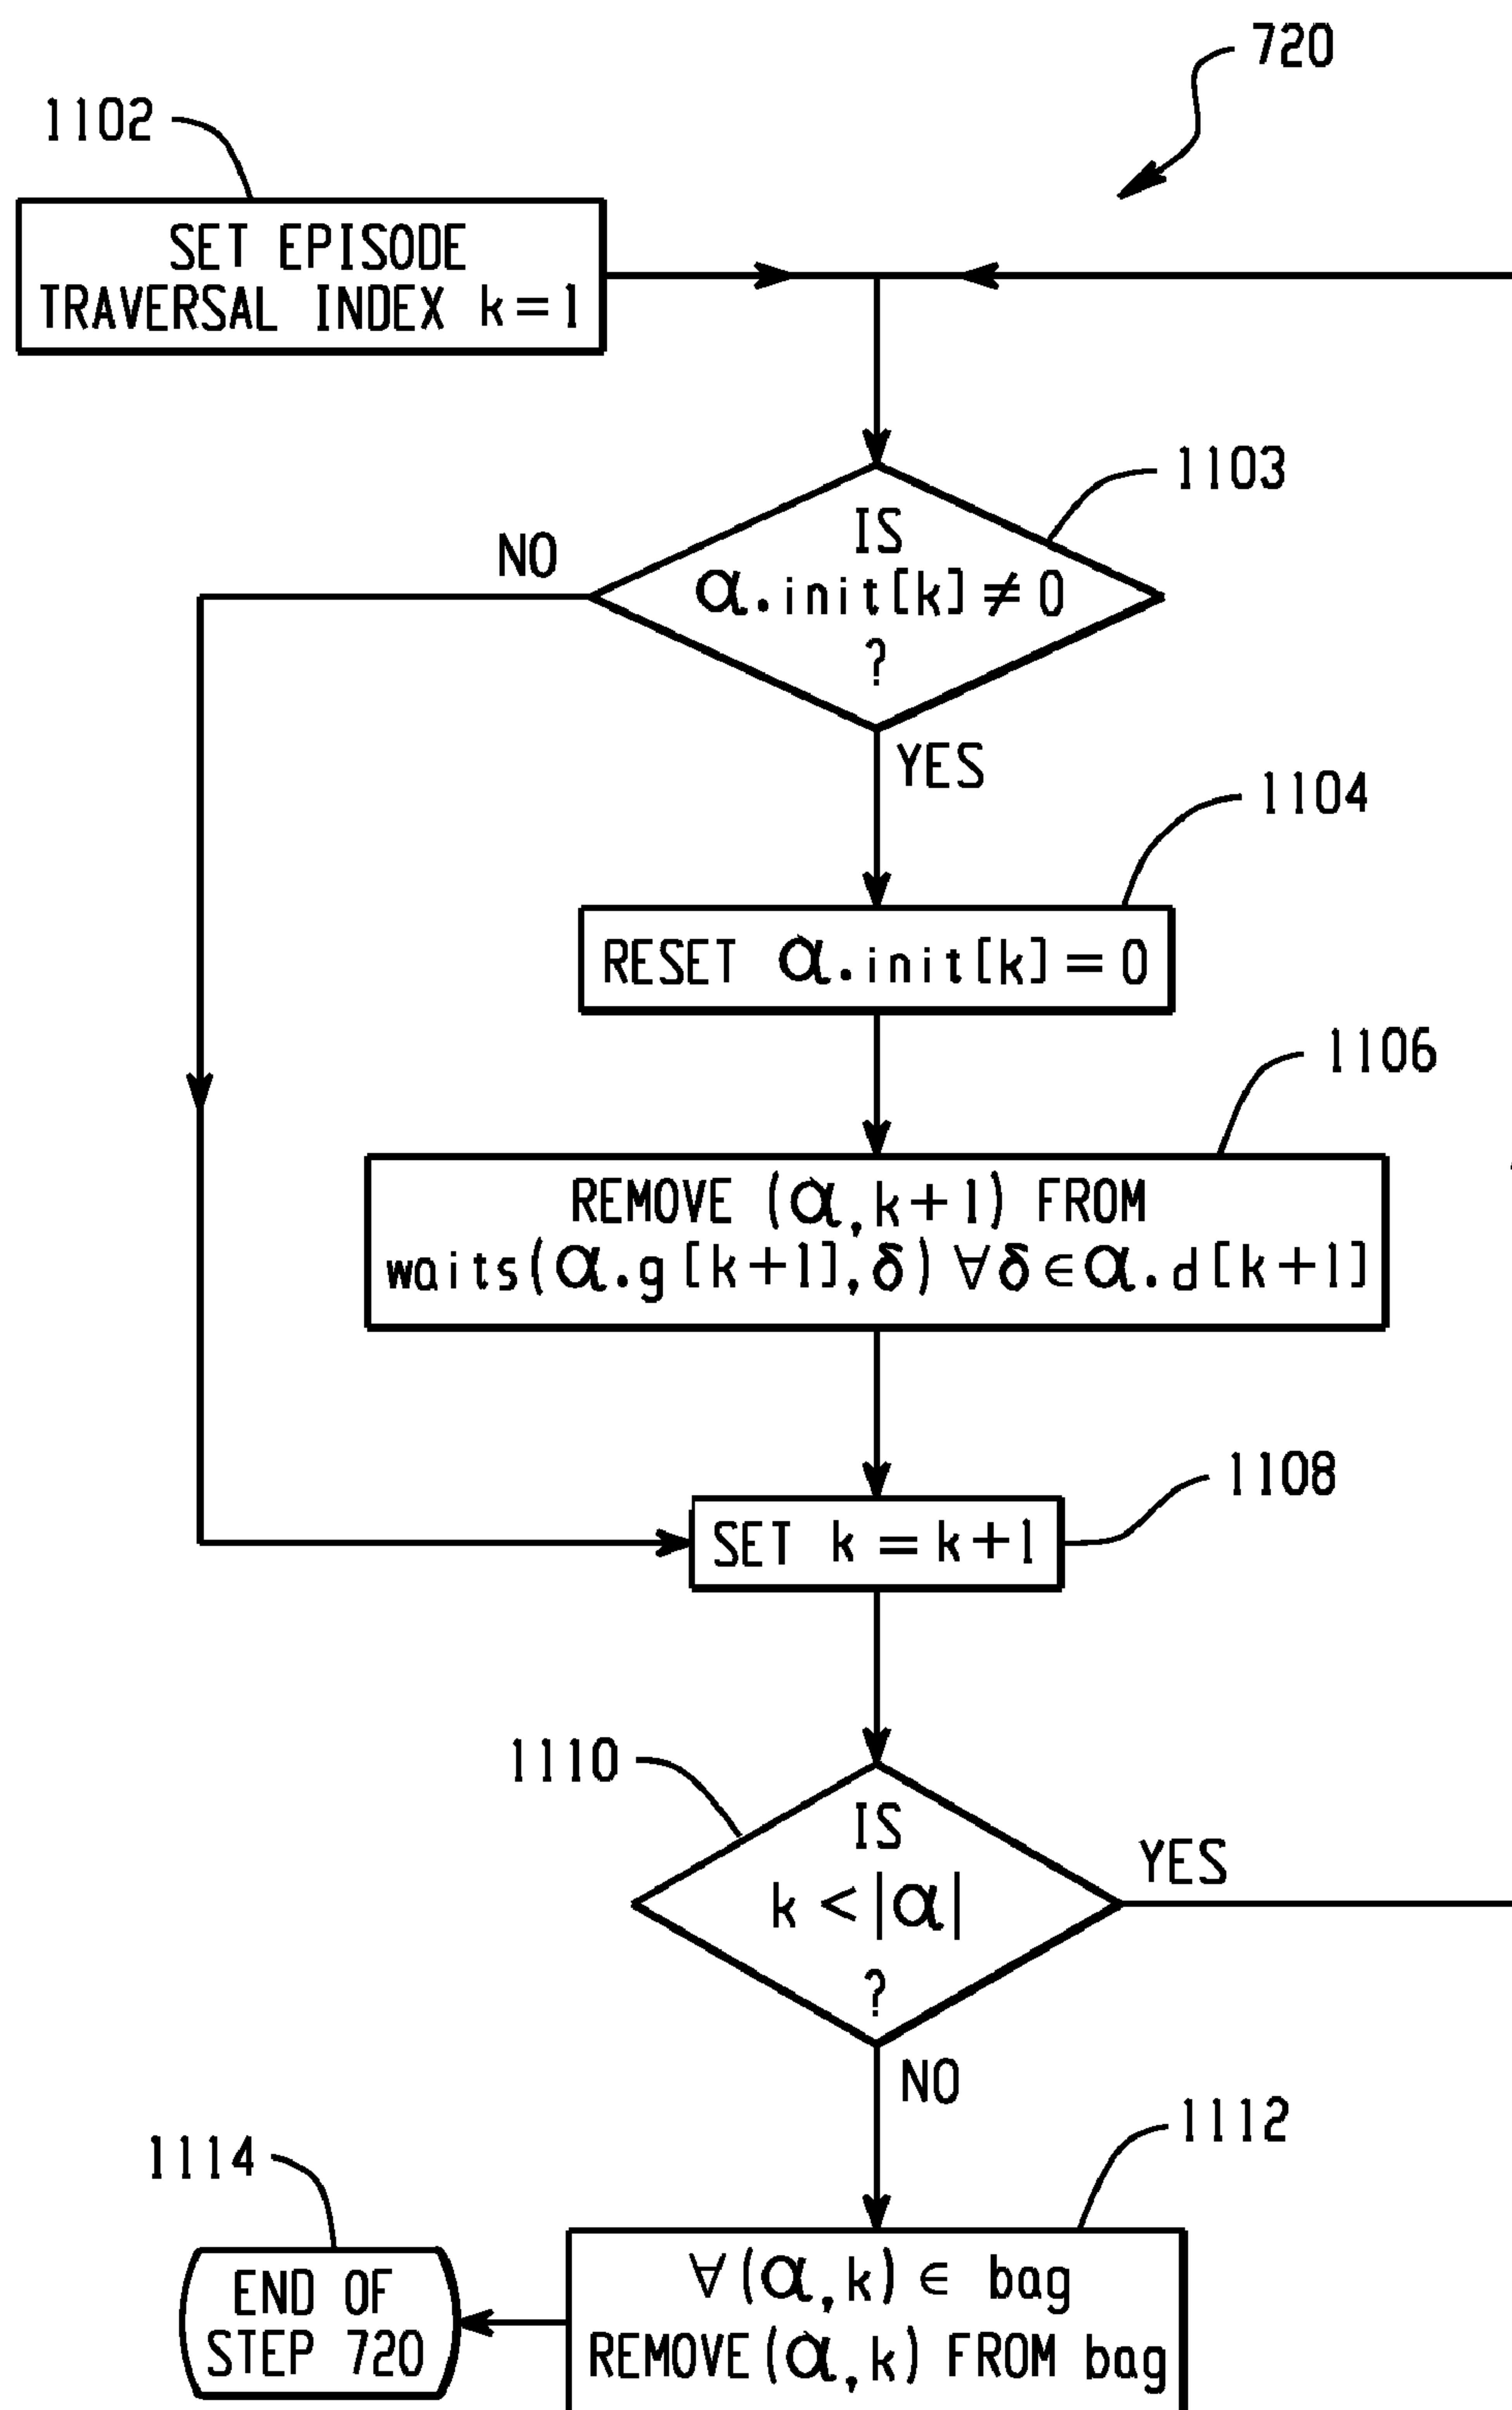 720
1102
SET EPISODE
TRAVERSAL INDEX k=1
1103
IS
α.init[k]≠0
?
NO
YES
1104
RESET α.init[k]=0
1106
REMOVE (α,k+1) FROM
waits(α.g[k+1],δ)∀δ∈α.d[k+1]
1108
SET k=k+1
1110
IS
k<|α|
?
YES
NO
1112
∀(α,k)∈ bag
REMOVE(α,k) FROM bag
1114
END OF
STEP 720